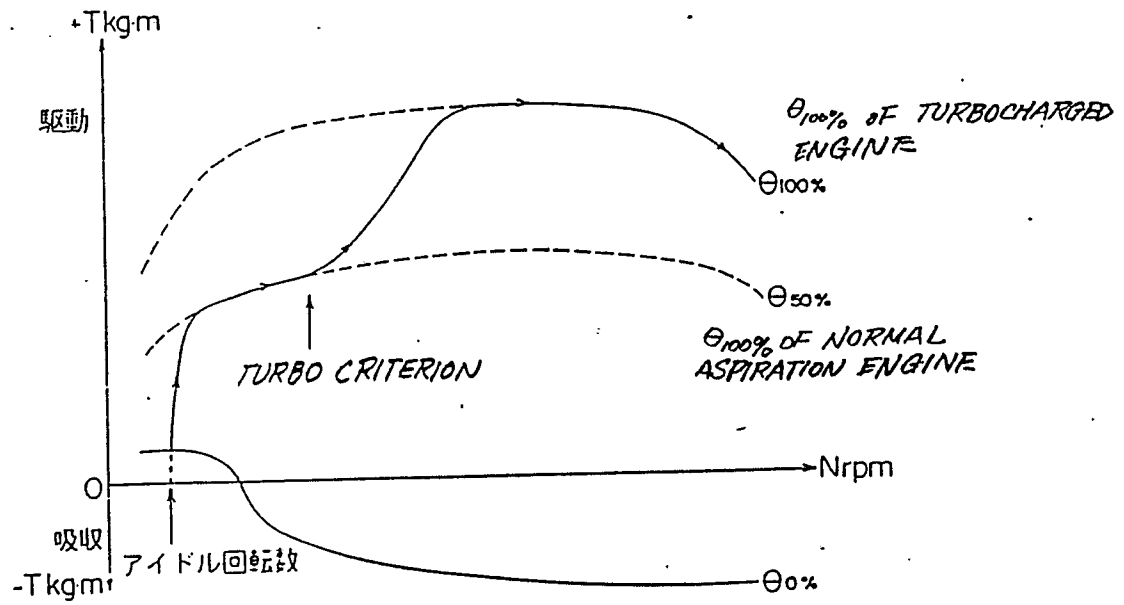 +Tkg·m
駆動
θ100% OF TURBOCHARGED
ENGINE
θ100%
θ50%
θ100% OF NORMAL
ASPIRATION ENGINE
TURBO CRITERION
Nrpm
O
吸収
アイドル回転数
-Tkg·m
θ0%